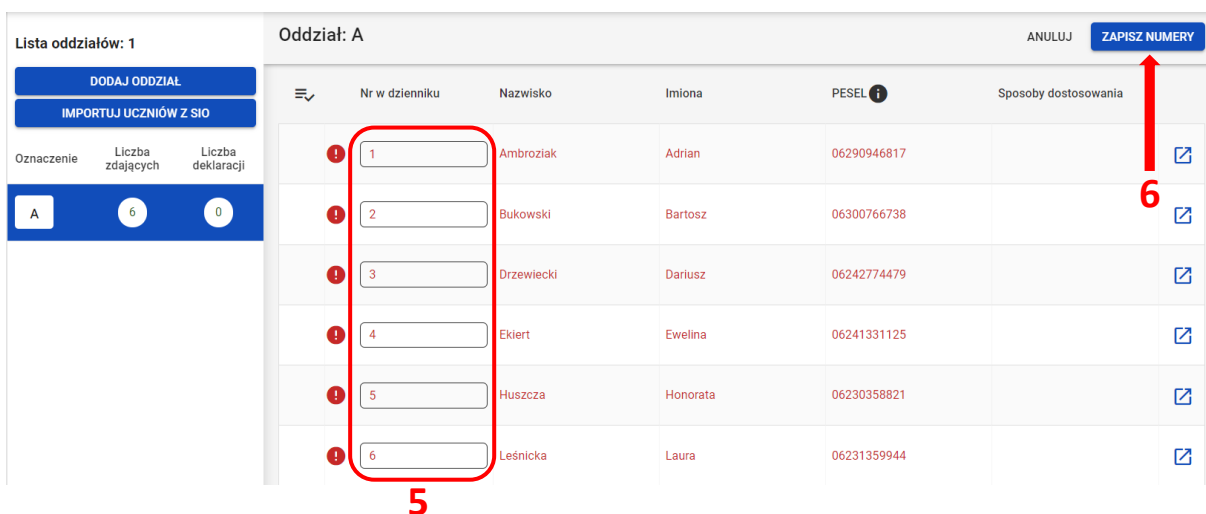 Lista oddziałów: 1
DODAJ ODDZIAŁ
IMPORTUJ UCZNIÓW Z SIO
Oznaczenie Liczba zdających Liczba deklaracji
A 6 0
Oddział: A ANULUJ ZAPISZ NUMERY
Nr w dzienniku Nazwisko Imiona PESEL Sposoby dostosowania
1 Ambroziak Adrian 06290946817
2 Bukowski Bartosz 06300766738
3 Drzewiecki Dariusz 06242774479
4 Ekiert Ewelina 06241331125
5 Huszcza Honorata 06230358821
6 Leśnicka Laura 06231359944
5
6